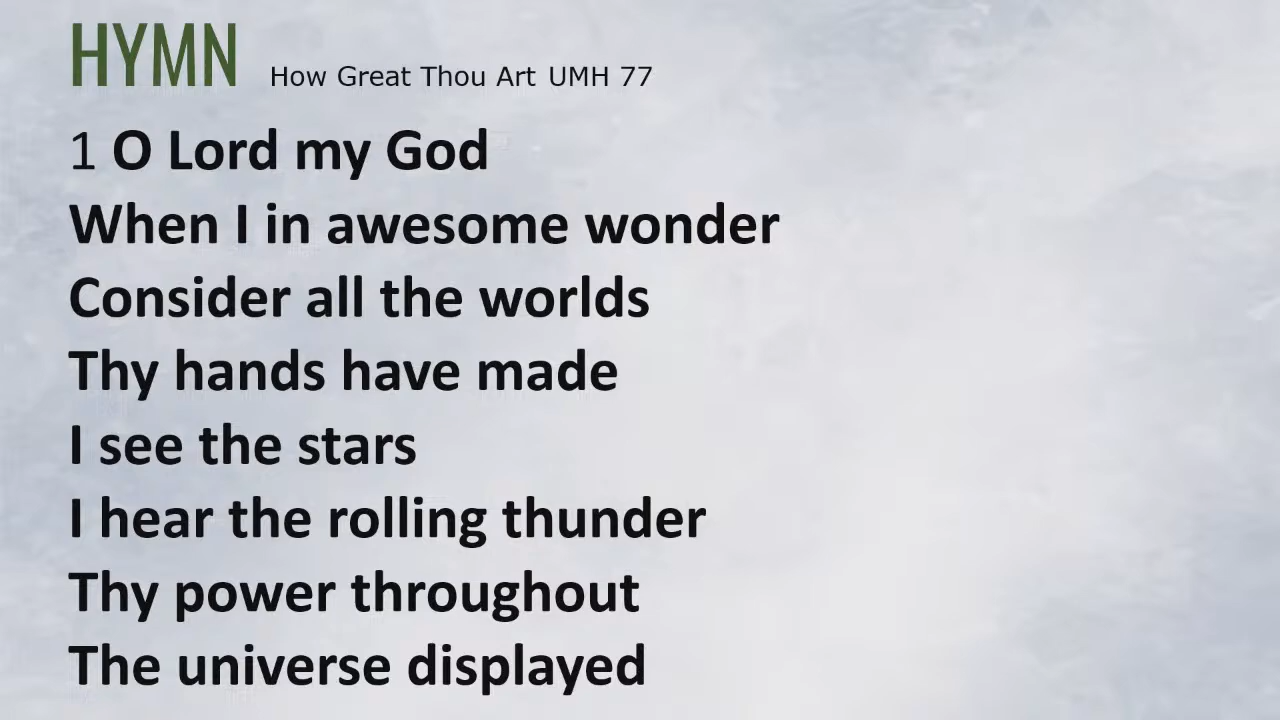 HYMN How Great Thou Art UMH 77
1 O Lord my God
When I in awesome wonder
Consider all the worlds
Thy hands have made
I see the stars
I hear the rolling thunder
Thy power throughout
The universe displayed